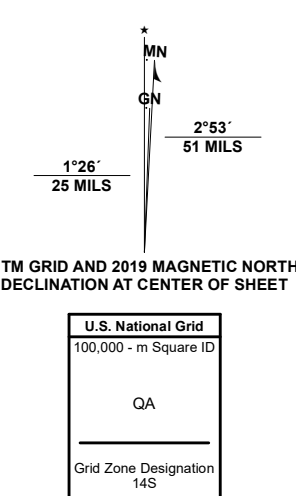 MN
GN
2°53´
51 MILS
1°26´
25 MILS
TM GRID AND 2019 MAGNETIC NORTH
DECLINATION AT CENTER OF SHEET
U.S. National Grid
100,000 - m Square ID
QA
Grid Zone Designation
14S